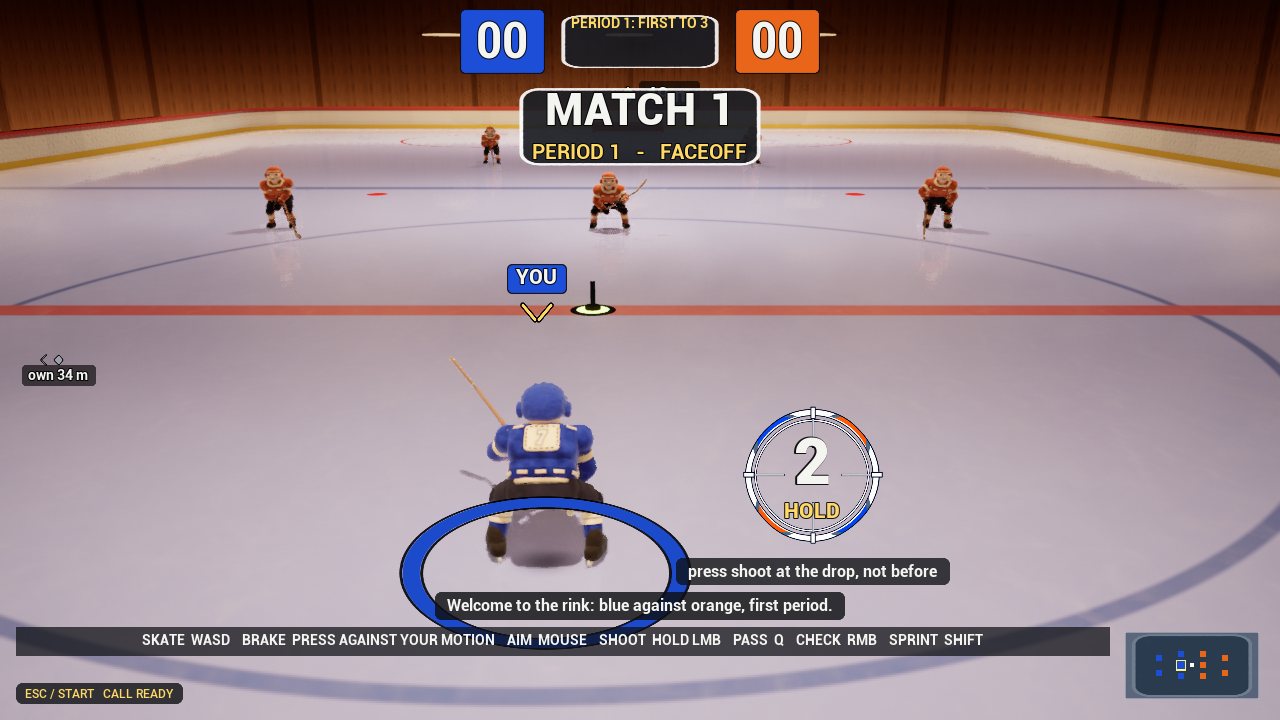 00 PERIOD 1: FIRST TO 3 00
MATCH 1
PERIOD 1 - FACEOFF
YOU
own 34 m
7
2
HOLD
press shoot at the drop, not before
Welcome to the rink: blue against orange, first period.
SKATE WASD BRAKE PRESS AGAINST YOUR MOTION AIM MOUSE SHOOT HOLD LMB PASS Q CHECK RMB SPRINT SHIFT
ESC / START CALL READY